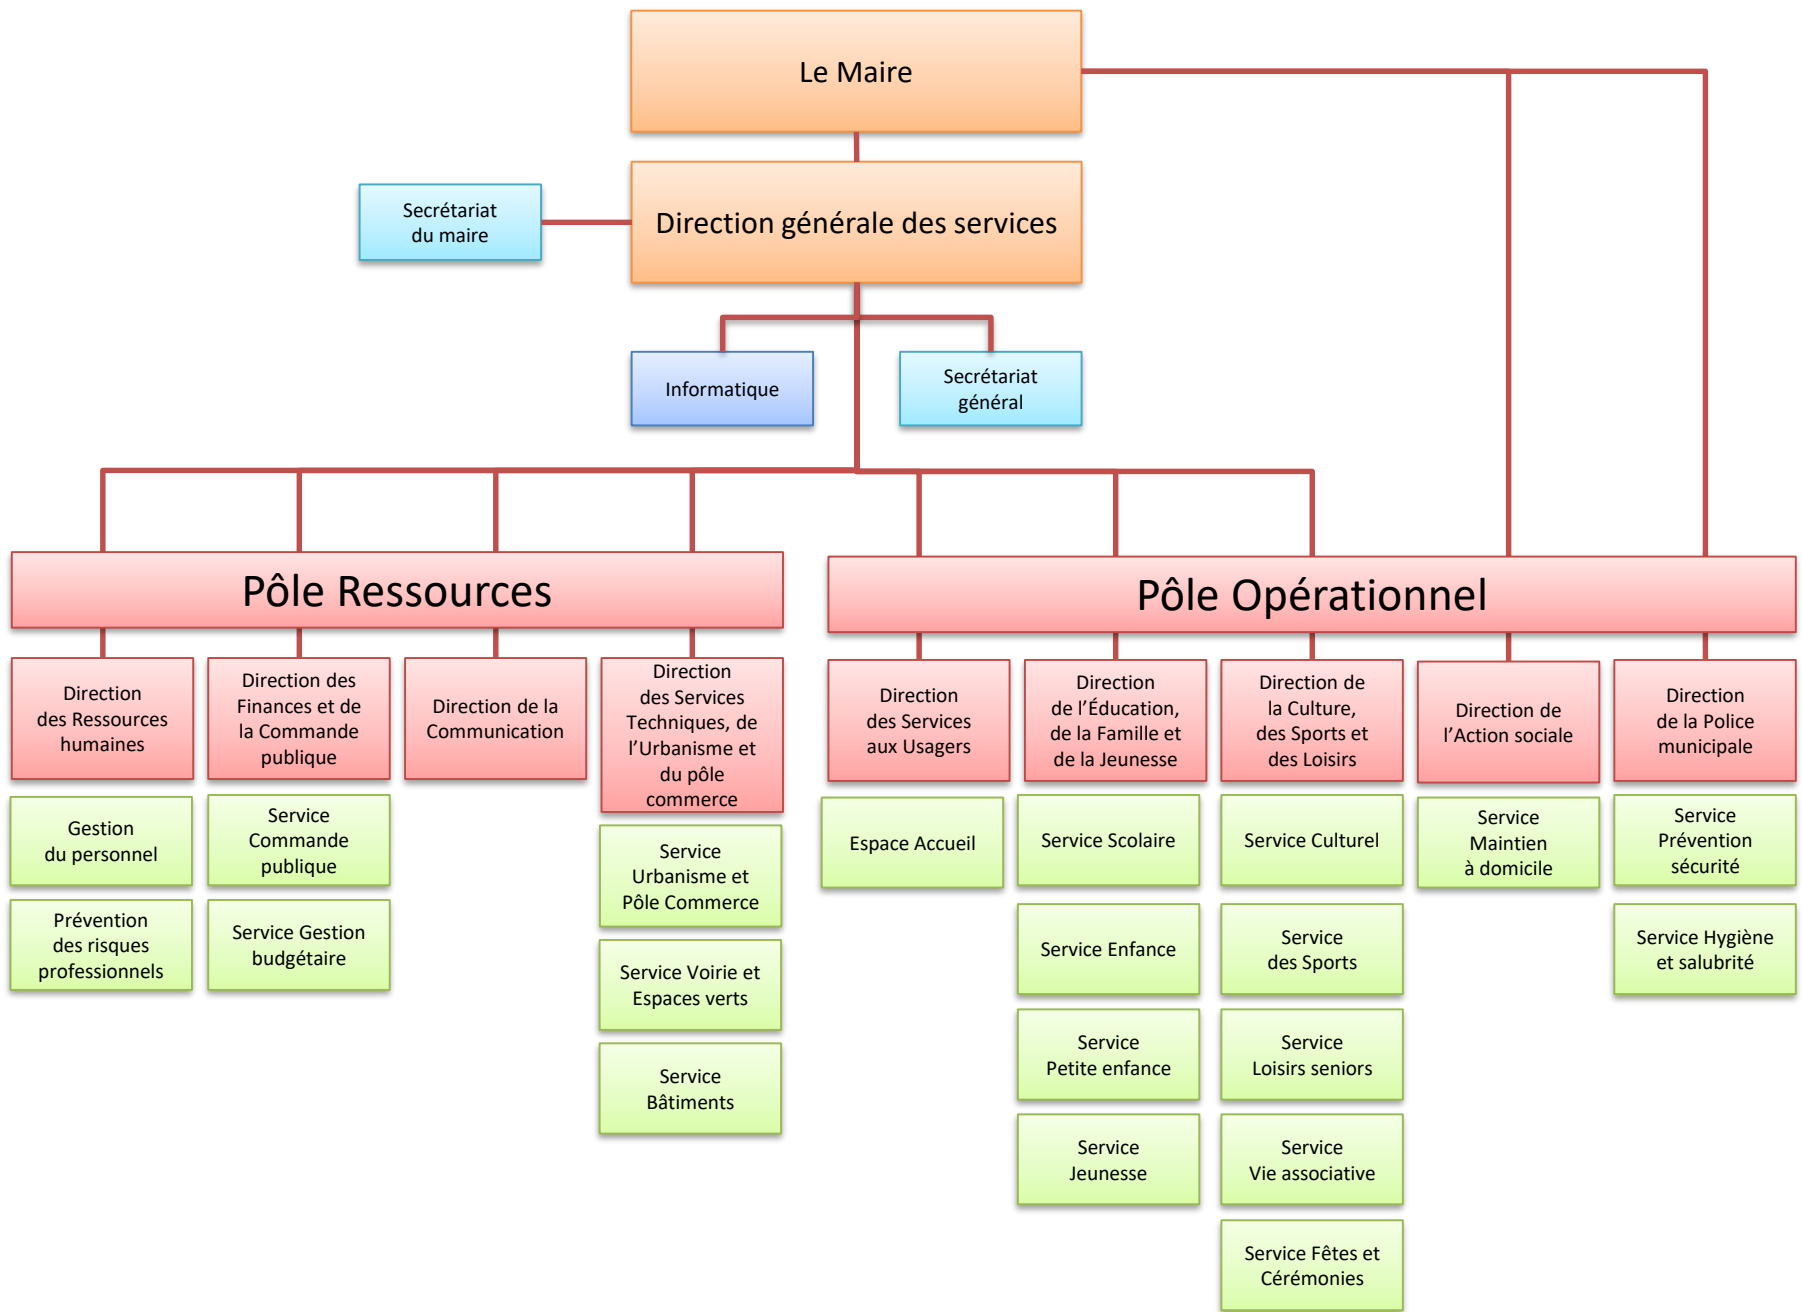 Le Maire
Direction générale des services
Secrétariat
du maire
Informatique
Secrétariat
général
Pôle Ressources
Pôle Opérationnel
Direction
des Ressources
humaines
Direction des
Finances et de
la Commande
publique
Direction de la
Communication
Direction
des Services
Techniques, de
l’Urbanisme et
du pôle
commerce
Direction
des Services
aux Usagers
Direction
de l’Éducation,
de la Famille et
de la Jeunesse
Direction de
la Culture,
des Sports et
des Loisirs
Direction de
l’Action sociale
Direction
de la Police
municipale
Gestion
du personnel
Prévention
des risques
professionnels
Service
Commande
publique
Service Gestion
budgétaire
Service
Urbanisme et
Pôle Commerce
Service Voirie et
Espaces verts
Service
Bâtiments
Espace Accueil
Service Scolaire
Service Enfance
Service
Petite enfance
Service
Jeunesse
Service Culturel
Service
des Sports
Service
Loisirs seniors
Service
Vie associative
Service Fêtes et
Cérémonies
Service
Maintien
à domicile
Service
Prévention
sécurité
Service Hygiène
et salubrité